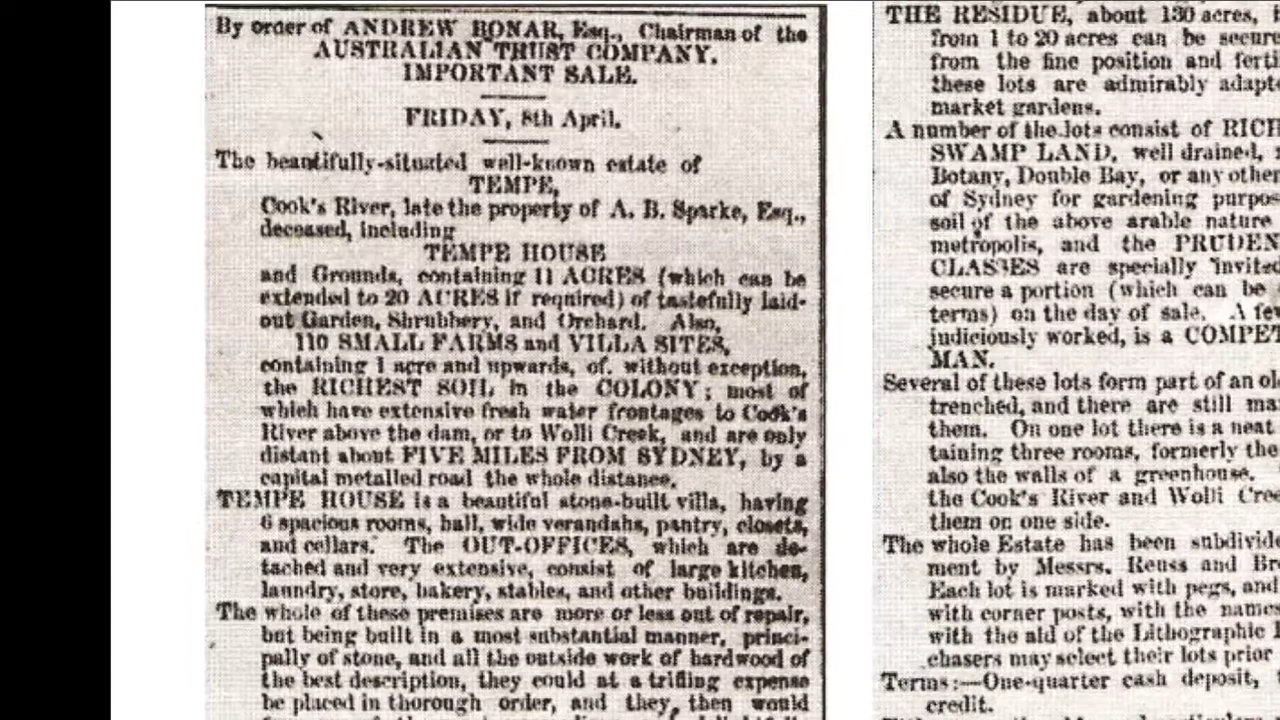 By order of ANDREW BONAR, Esq., Chairman of the
AUSTRALIAN TRUST COMPANY.
IMPORTANT SALE.
FRIDAY, 8th April.
The beautifully-situated well-known estate of
TEMPE,
Cook's River, late the property of A. B. Sparke, Esq.,
deceased, including
TEMPE HOUSE
and Grounds, containing 11 ACRES (which can be
extended to 20 ACRES if required) of tastefully laid-
out Garden, Shrubbery, and Orchard. Also,
110 SMALL FARMS and VILLA SITES,
containing 1 acre and upwards, of, without exception,
the RICHEST SOIL in the COLONY; most of
which have extensive fresh water frontages to Cook's
River above the dam, or to Wolli Creek, and are only
distant about FIVE MILES FROM SYDNEY, by a
capital metalled road the whole distance.
TEMPE HOUSE is a beautiful stone-built villa, having
6 spacious rooms, hall, wide verandahs, pantry, closets,
and cellars. The OUT-OFFICES, which are de-
tached and very extensive, consist of large kitchen,
laundry, store, bakery, stables, and other buildings.
The whole of these premises are more or less out of repair,
but being built in a most substantial manner, princi-
pally of stone, and all the outside work of hardwood of
the best description, they could at a trifling expense
be placed in thorough order, and they, then would
THE RESIDUE, about 130 acres,
from 1 to 20 acres can be secure
from the fine position and ferti
these lots are admirably adapt
market gardens.
A number of the lots consist of RICH
SWAMP LAND, well drained,
Botany, Double Bay, or any other
of Sydney for gardening purpos
soil of the above arable nature
metropolis, and the PRUDEN
CLASSES are specially invited
secure a portion (which can be
terms) on the day of sale. A fe
judiciously worked, is a COMPET
MAN.
Several of these lots form part of an ol
trenched, and there are still ma
them. On one lot there is a neat
taining three rooms, formerly the
also the walls of a greenhouse.
the Cook's River and Wolli Cre
them on one side.
The whole Estate has been subdivide
ment by Messrs. Reuss and Br
Each lot is marked with pegs, and
with corner posts, with the names
with the aid of the Lithographic
chasers may select their lots prior
Terms:—One-quarter cash deposit,
credit.